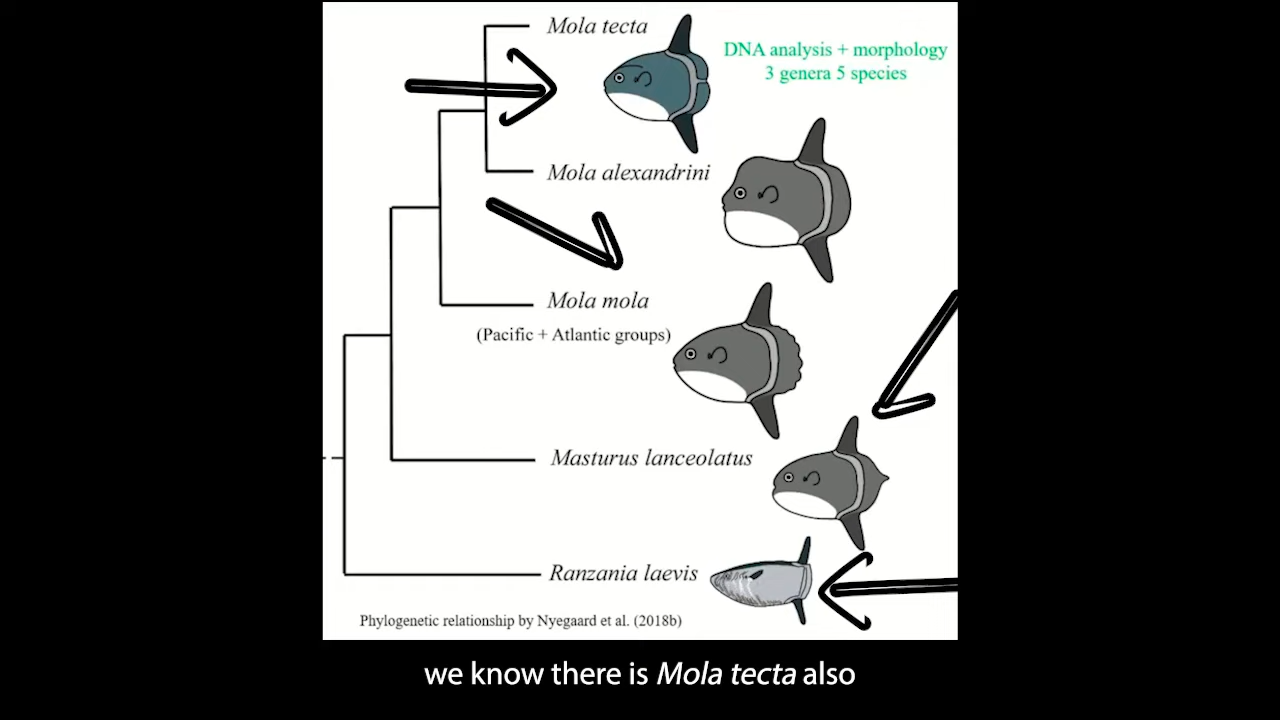 Mola tecta
DNA analysis + morphology
3 genera 5 species
Mola alexandrini
Mola mola
(Pacific + Atlantic groups)
Masturus lanceolatus
Ranzania laevis
Phylogenetic relationship by Nyegaard et al. (2018b)
we know there is Mola tecta also